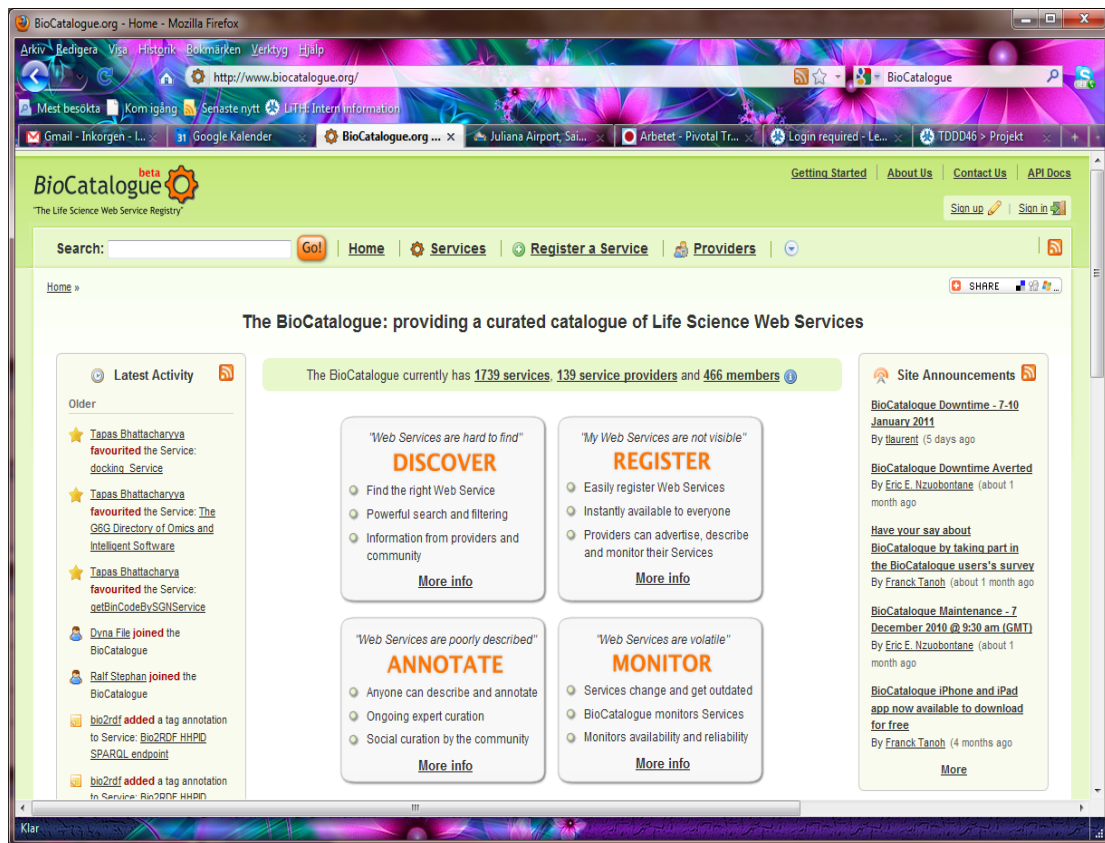 BioCatalogue.org - Home - Mozilla Firefox
Arkiv Redigera Visa Historik Bokmärken Verktyg Hjälp
http://www.biocatalogue.org/
BioCatalogue
Mest besökta Kom igång Senaste nytt LiTH: Intern information
Gmail - Inkorgen - l... Google Kalender BioCatalogue.org ... Juliana Airport, Sai... Arbetet - Pivotal Tr... Login required - Le... TDDD46 > Projekt
Getting Started About Us Contact Us API Docs
beta
BioCatalogue
"The Life Science Web Service Registry"
Sign up | Sign in
Search: Go! Home Services Register a Service Providers
Home »
SHARE
The BioCatalogue: providing a curated catalogue of Life Science Web Services
Latest Activity
Older
Tapas Bhattacharyya
favourited the Service:
docking_Service
Tapas Bhattacharyya
favourited the Service: The
G6G Directory of Omics and
Intelligent Software
Tapas Bhattacharya
favourited the Service:
getBinCodeBySGNService
Dyna File joined the
BioCatalogue
Ralf Stephan joined the
BioCatalogue
bio2rdf added a tag annotation
to Service: Bio2RDF HHPID
SPARQL endpoint
bio2rdf added a tag annotation
to Service: Bio2RDF HHPID
The BioCatalogue currently has 1739 services, 139 service providers and 466 members
"Web Services are hard to find"
DISCOVER
Find the right Web Service
Powerful search and filtering
Information from providers and
community
More info
"My Web Services are not visible"
REGISTER
Easily register Web Services
Instantly available to everyone
Providers can advertise, describe
and monitor their Services
More info
"Web Services are poorly described"
ANNOTATE
Anyone can describe and annotate
Ongoing expert curation
Social curation by the community
More info
"Web Services are volatile"
MONITOR
Services change and get outdated
BioCatalogue monitors Services
Monitors availability and reliability
More info
Site Announcements
BioCatalogue Downtime - 7-10
January 2011
By tlaurent (5 days ago
BioCatalogue Downtime Averted
By Eric E. Nzuobontane (about 1
month ago
Have your say about
BioCatalogue by taking part in
the BioCatalogue users's survey
By Franck Tanoh (about 1 month ago
BioCatalogue Maintenance - 7
December 2010 @ 9:30 am (GMT)
By Eric E. Nzuobontane (about 1
month ago
BioCatalogue iPhone and iPad
app now available to download
for free
By Franck Tanoh (4 months ago
More
Klar